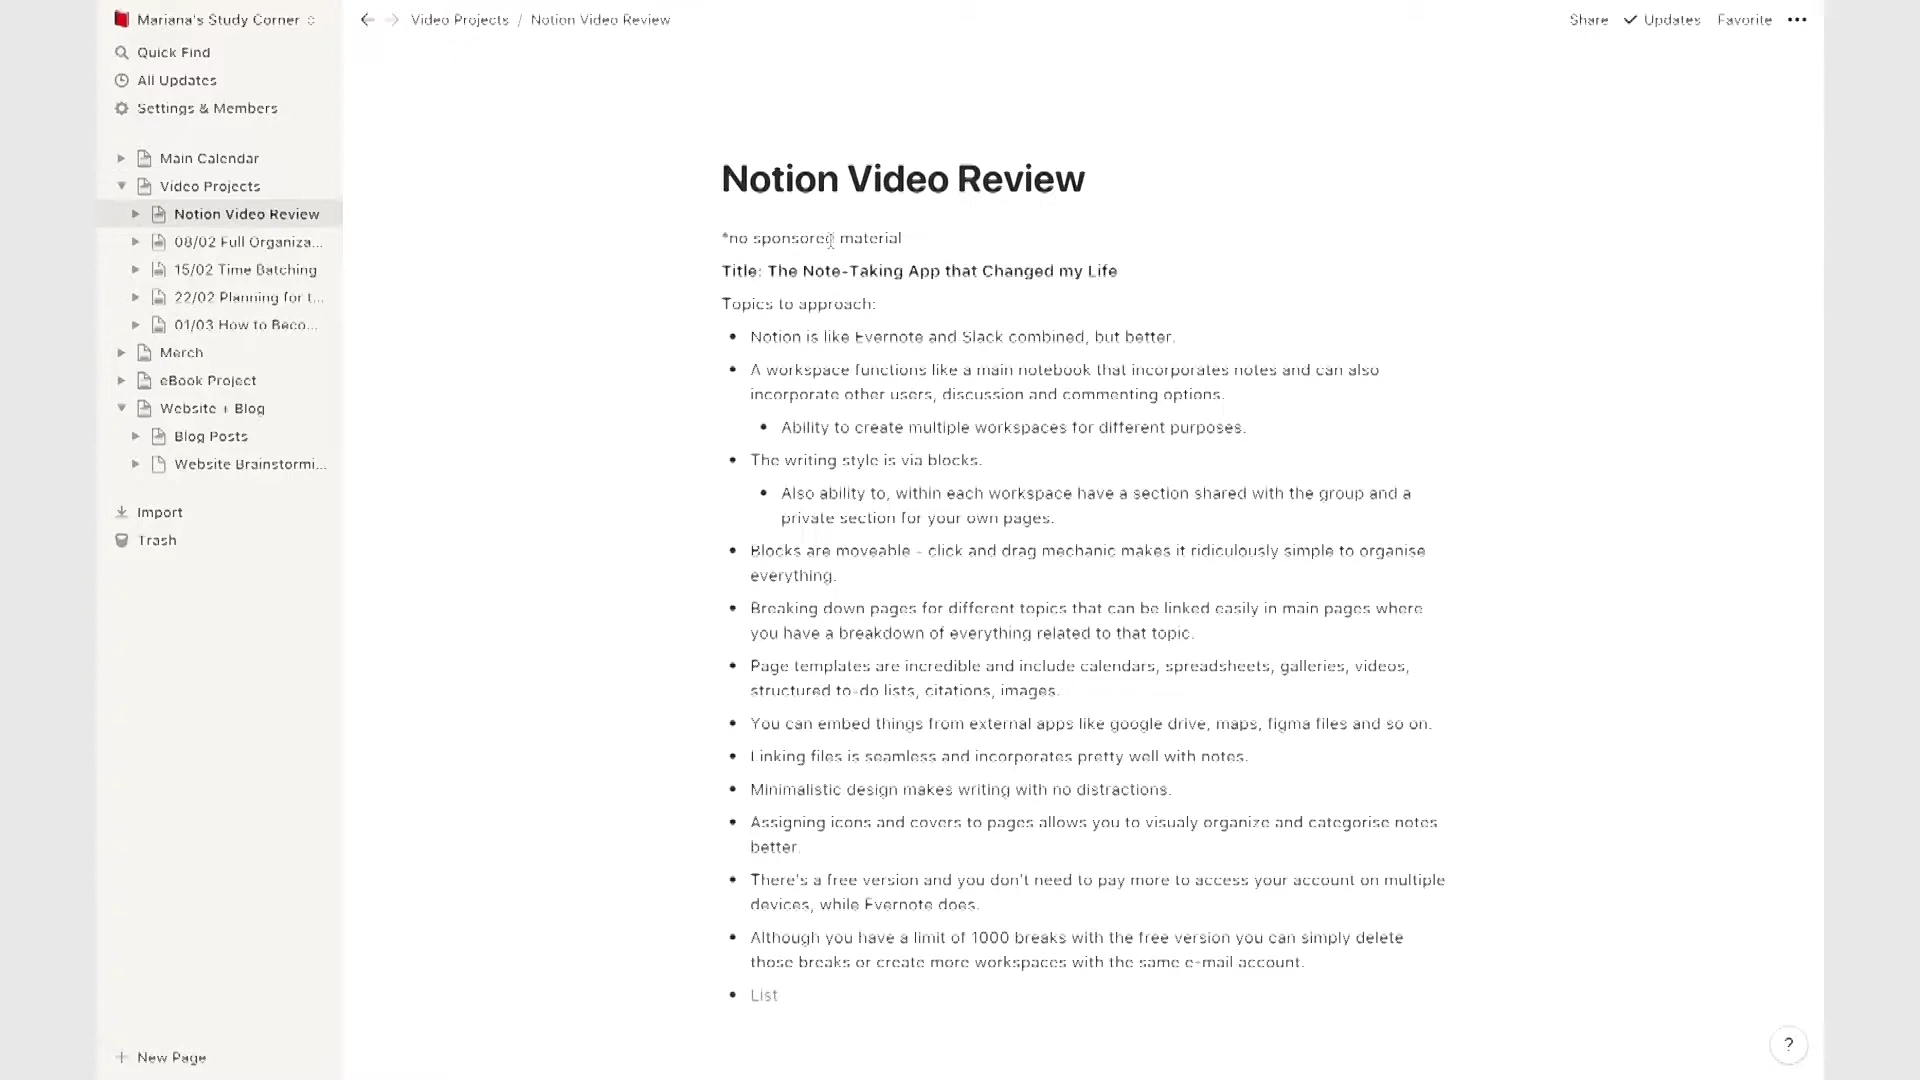 Mariana's Study Corner
Quick Find
All Updates
Settings & Members
Main Calendar
Video Projects
Notion Video Review
08/02 Full Organiza...
15/02 Time Batching
22/02 Planning for t...
01/03 How to Beco...
Merch
eBook Project
Website + Blog
Blog Posts
Website Brainstormi...
Import
Trash
New Page
Video Projects / Notion Video Review
Share Updates Favorite
Notion Video Review
*no sponsored material
Title: The Note-Taking App that Changed my Life
Topics to approach:
Notion is like Evernote and Slack combined, but better.
A workspace functions like a main notebook that incorporates notes and can also
incorporate other users, discussion and commenting options.
Ability to create multiple workspaces for different purposes.
The writing style is via blocks.
Also ability to, within each workspace have a section shared with the group and a
private section for your own pages.
Blocks are moveable - click and drag mechanic makes it ridiculously simple to organise
everything.
Breaking down pages for different topics that can be linked easily in main pages where
you have a breakdown of everything related to that topic.
Page templates are incredible and include calendars, spreadsheets, galleries, videos,
structured to-do lists, citations, images.
You can embed things from external apps like google drive, maps, figma files and so on.
Linking files is seamless and incorporates pretty well with notes.
Minimalistic design makes writing with no distractions.
Assigning icons and covers to pages allows you to visualy organize and categorise notes
better.
There's a free version and you don't need to pay more to access your account on multiple
devices, while Evernote does.
Although you have a limit of 1000 breaks with the free version you can simply delete
those breaks or create more workspaces with the same e-mail account.
List
?